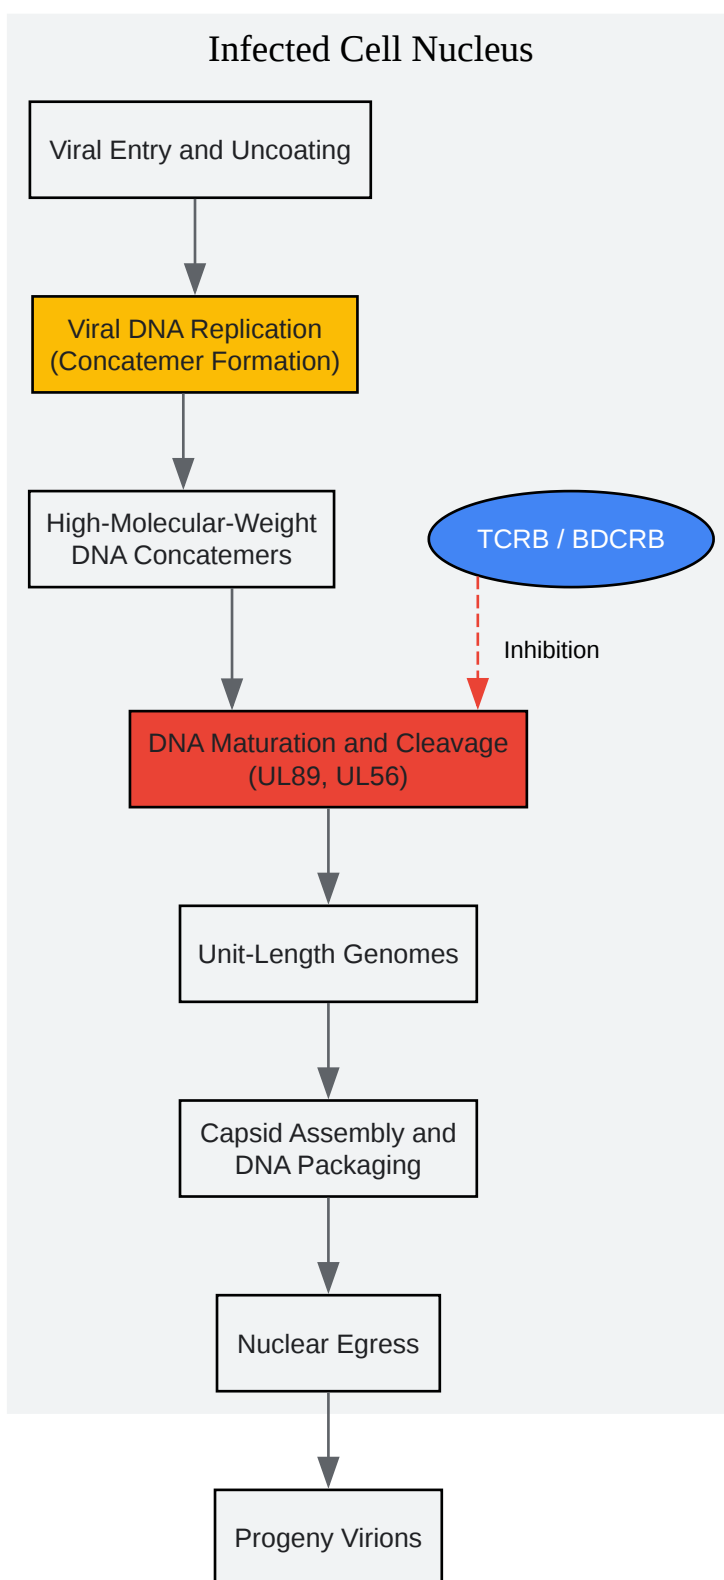 Infected Cell Nucleus
Viral Entry and Uncoating
Viral DNA Replication
(Concatemer Formation)
High-Molecular-Weight
DNA Concatemers
TCRB / BDCRB
Inhibition
DNA Maturation and Cleavage
(UL89, UL56)
Unit-Length Genomes
Capsid Assembly and
DNA Packaging
Nuclear Egress
Progeny Virions